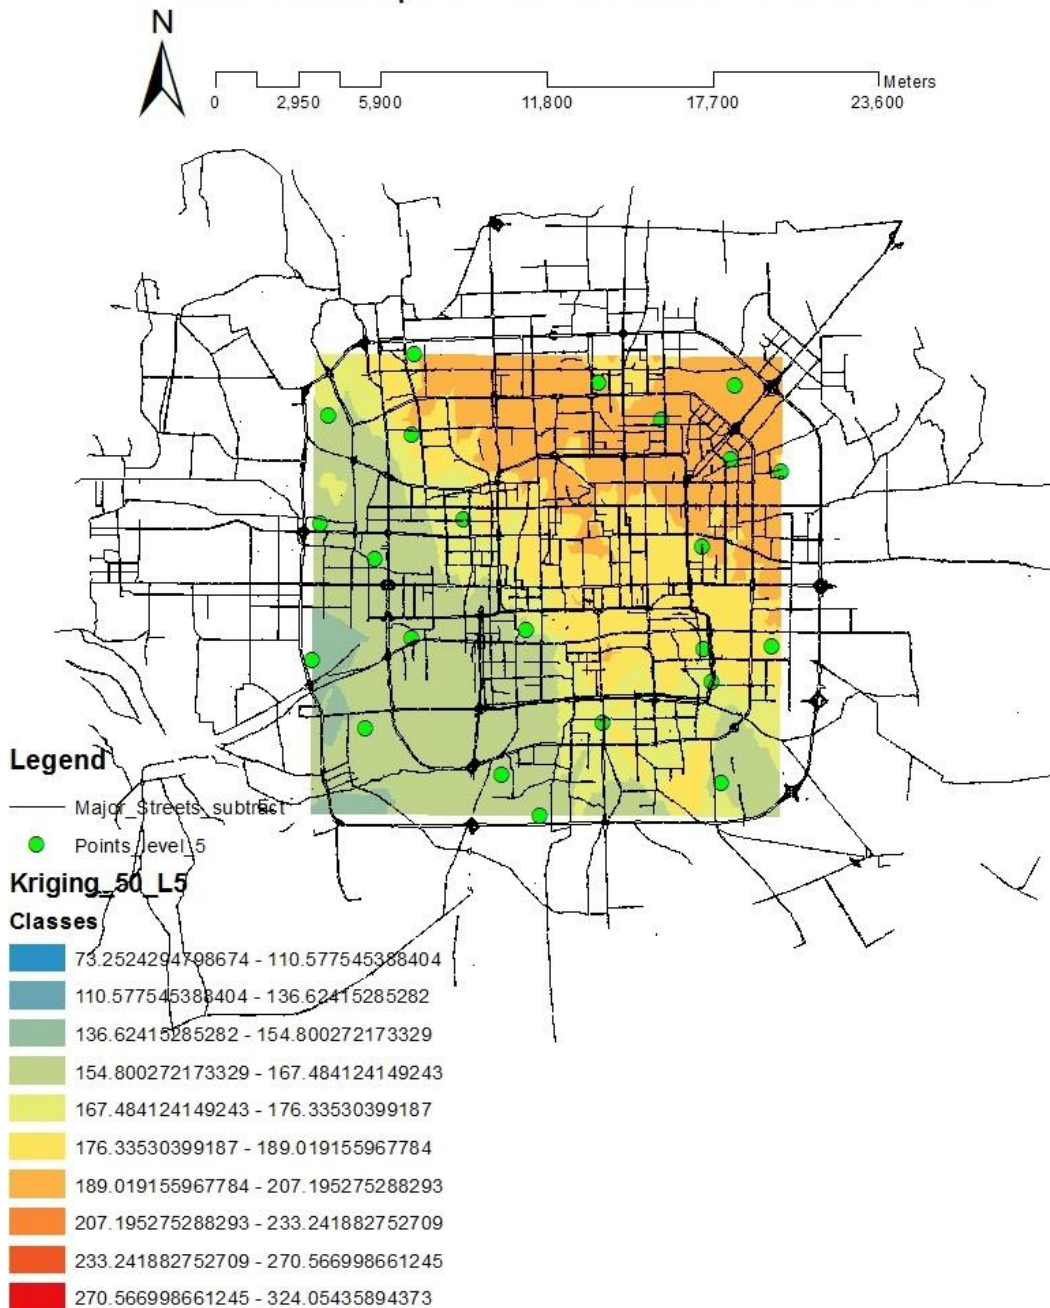 N
Meters
0 2,950 5,900 11,800 17,700 23,600
Legend
Major_Streets_subtract
Points_level_5
Kriging_50_L5
Classes
73.2524294798674 - 110.577545388404
110.577545388404 - 136.62415285282
136.62415285282 - 154.800272173329
154.800272173329 - 167.484124149243
167.484124149243 - 176.33530399187
176.33530399187 - 189.019155967784
189.019155967784 - 207.195275288293
207.195275288293 - 233.241882752709
233.241882752709 - 270.566998661245
270.566998661245 - 324.05435894373